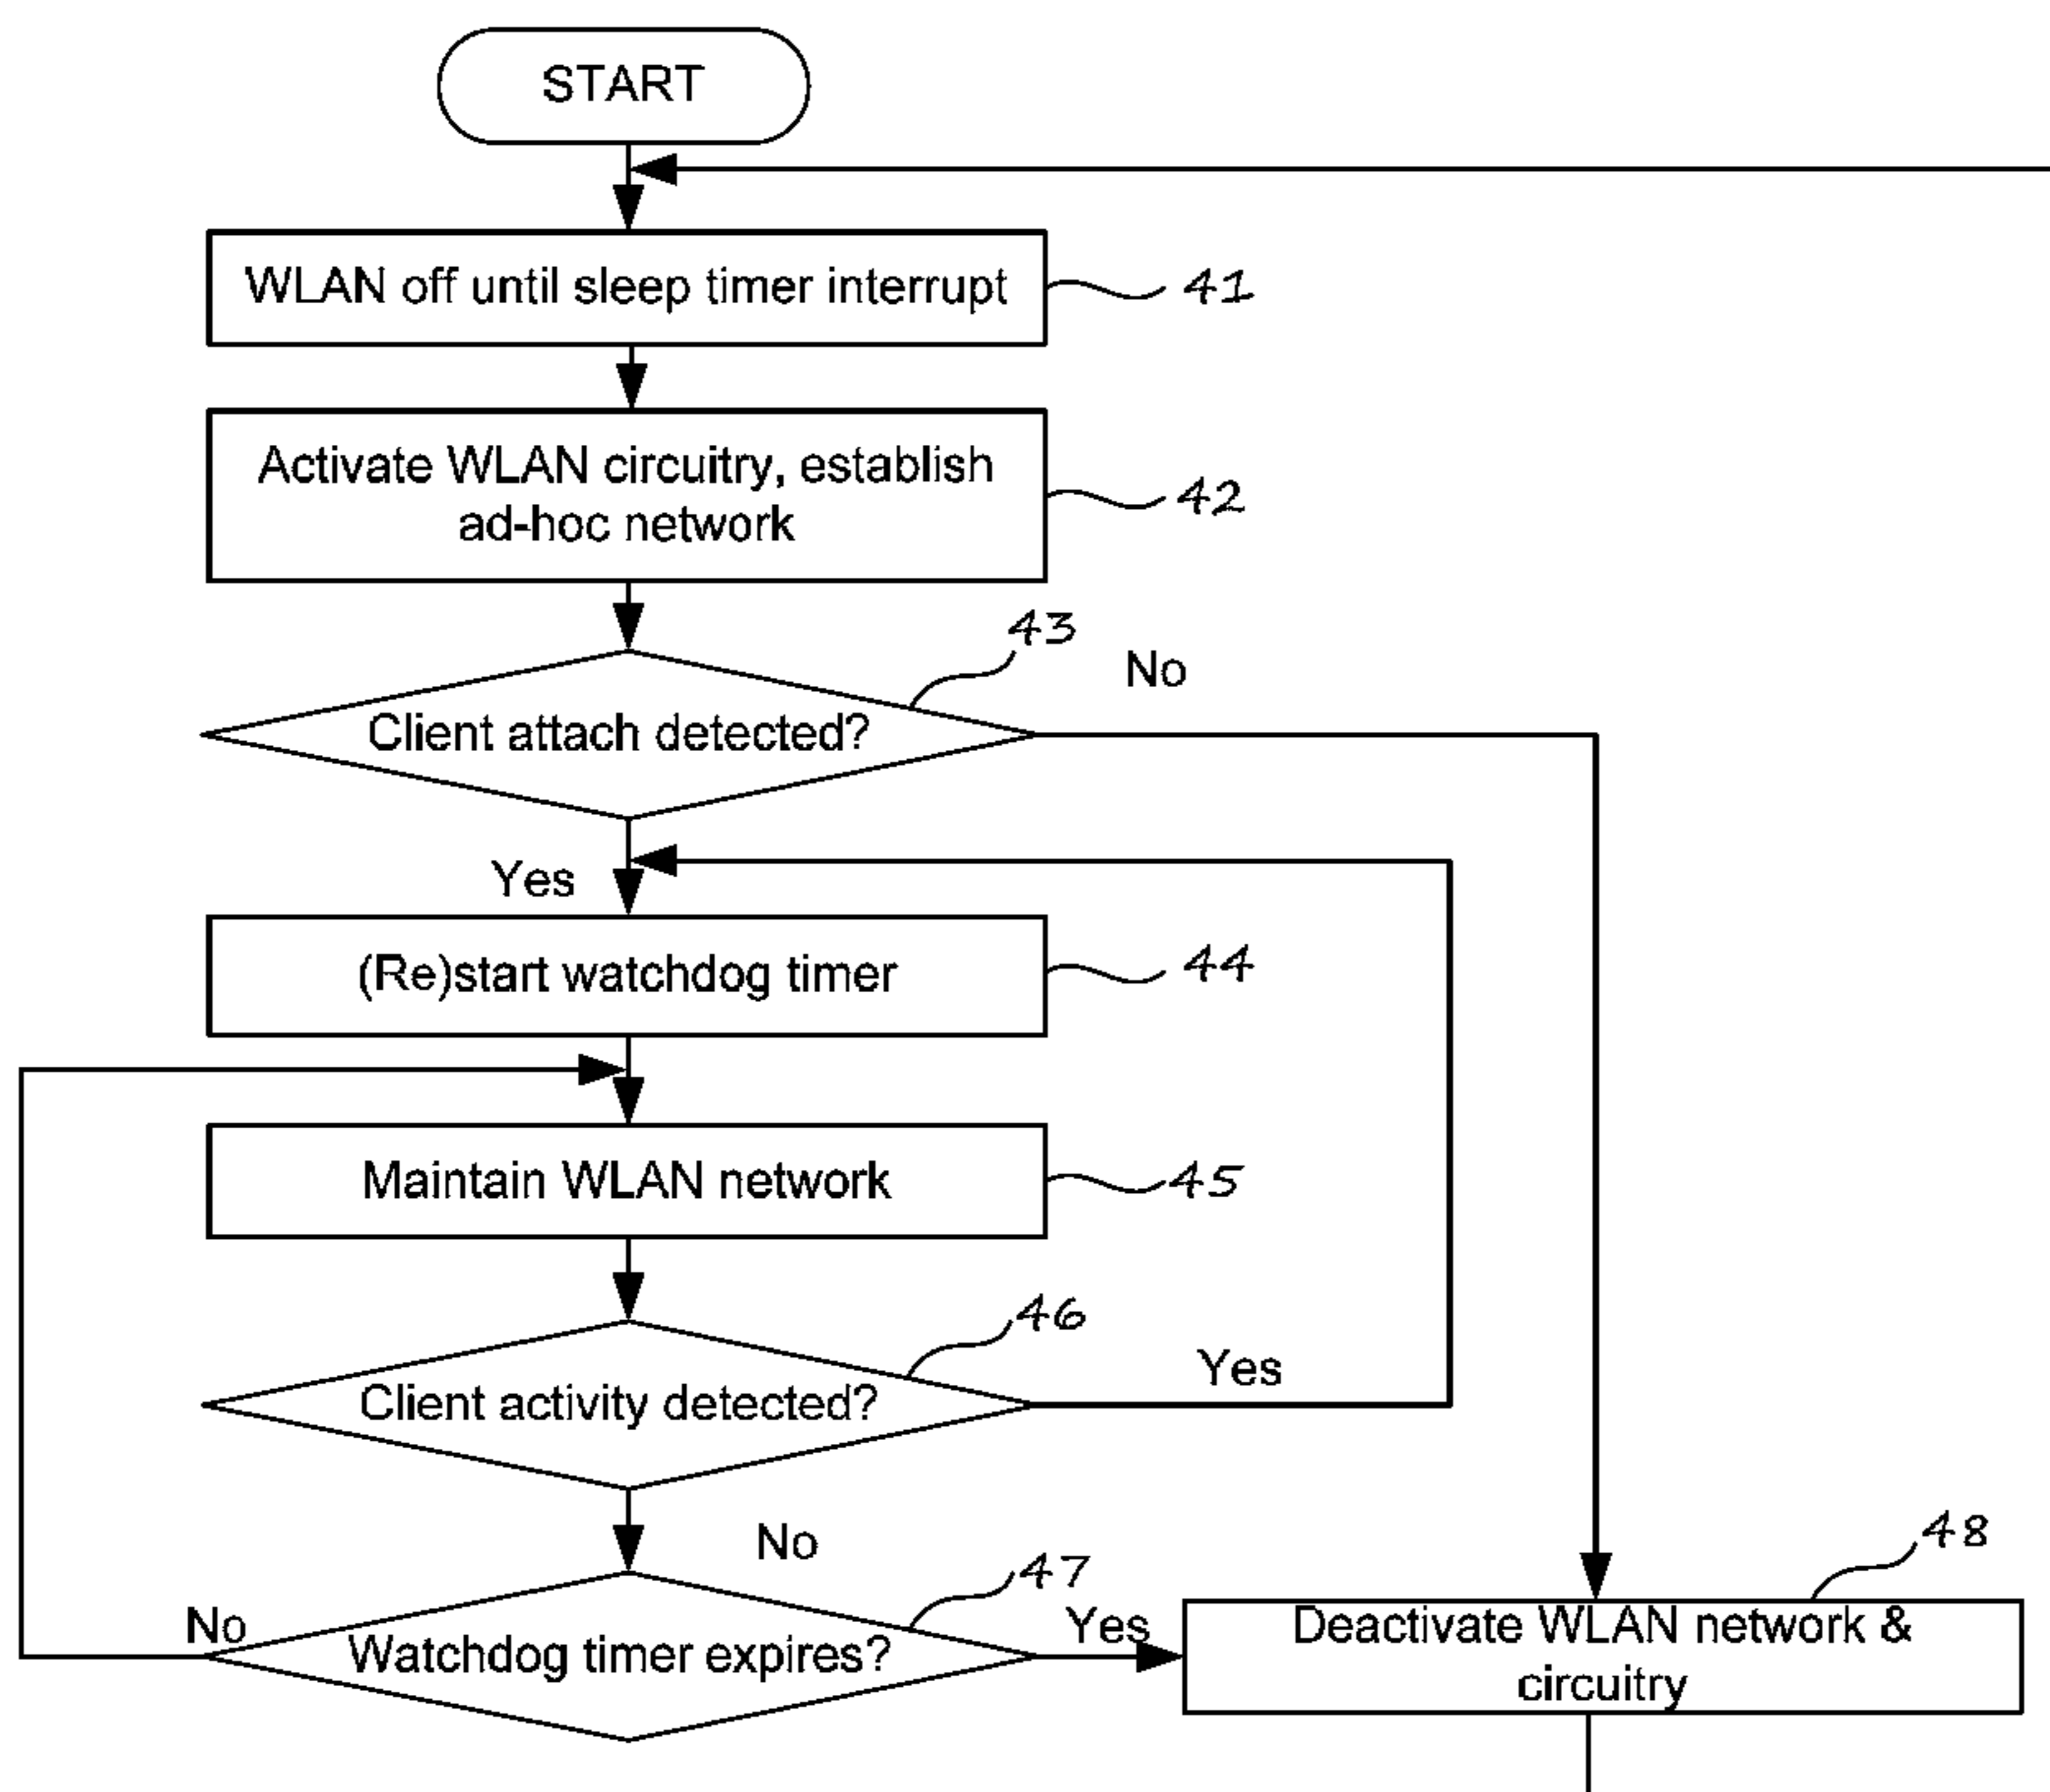 START
WLAN off until sleep timer interrupt
41
Activate WLAN circuitry, establish
ad-hoc network
42
43
No
Client attach detected?
Yes
(Re)start watchdog timer
44
Maintain WLAN network
45
46
Client activity detected?
Yes
No
47
48
No
Watchdog timer expires?
Yes
Deactivate WLAN network &
circuitry